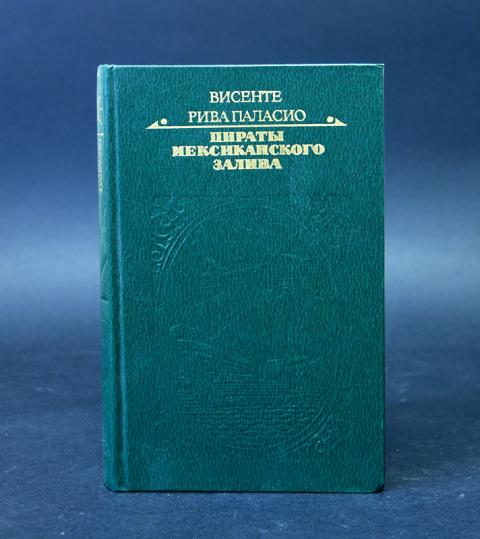 ВИСЕНТЕ
РИВА ПАЛАСИО
ПИРАТЫ
МЕКСИКАНСКОГО
ЗАЛИВА